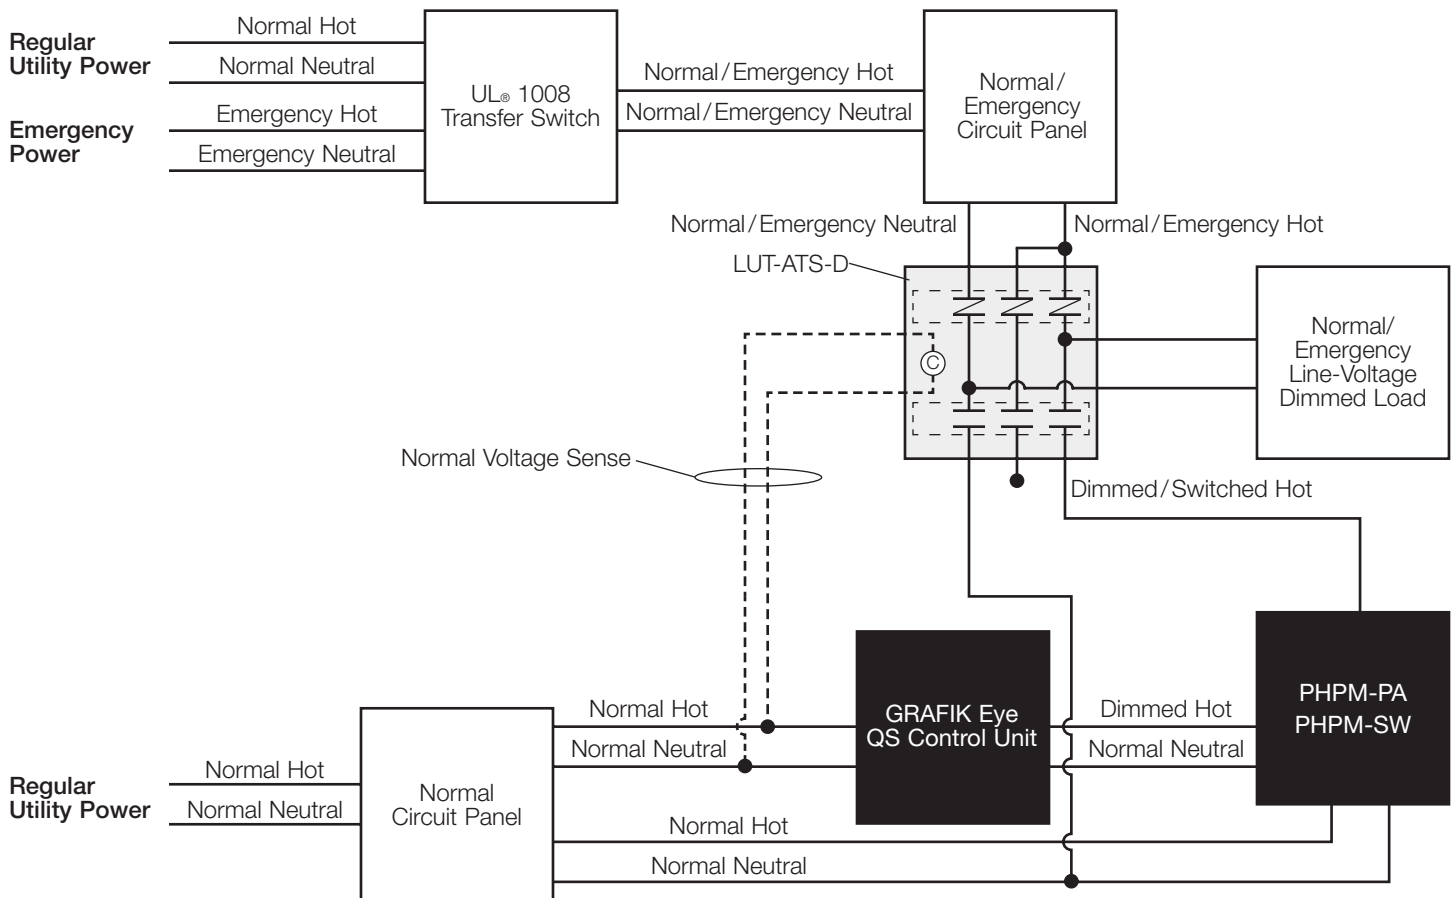 Normal Hot
Regular
Utility Power
Normal Neutral
Emergency Hot
Emergency
Power
Emergency Neutral
UL® 1008
Transfer Switch
Normal/Emergency Hot
Normal/Emergency Neutral
Normal/
Emergency
Circuit Panel
Normal/Emergency Neutral
Normal/Emergency Hot
LUT-ATS-D
C
Normal/
Emergency
Line-Voltage
Dimmed Load
Normal Voltage Sense
Dimmed/Switched Hot
Normal Hot
Normal Neutral
GRAFIK Eye
QS Control Unit
Dimmed Hot
Normal Neutral
PHPM-PA
PHPM-SW
Regular
Utility Power
Normal Hot
Normal Neutral
Normal
Circuit Panel
Normal Hot
Normal Neutral